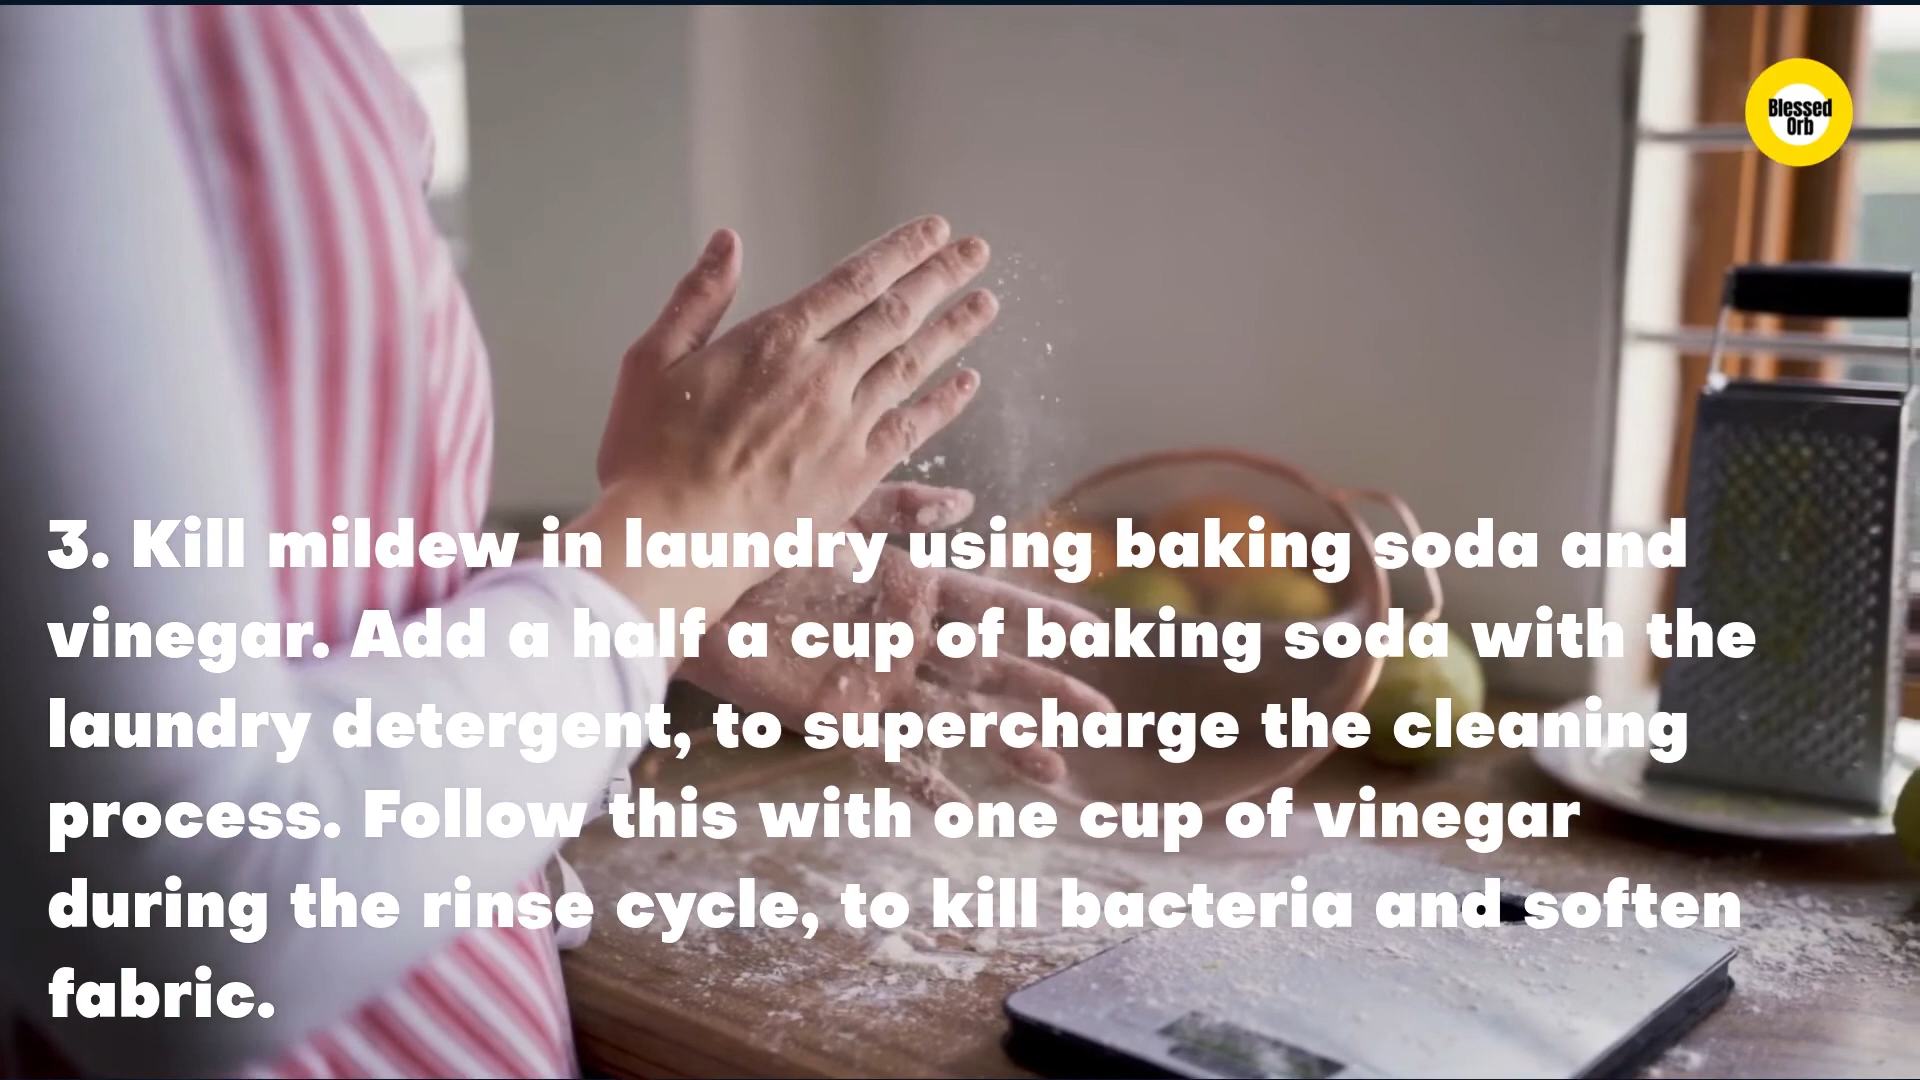 Blessed
Orb
3. Kill mildew in laundry using baking soda and
vinegar. Add a half a cup of baking soda with the
laundry detergent, to supercharge the cleaning
process. Follow this with one cup of vinegar
during the rinse cycle, to kill bacteria and soften
fabric.